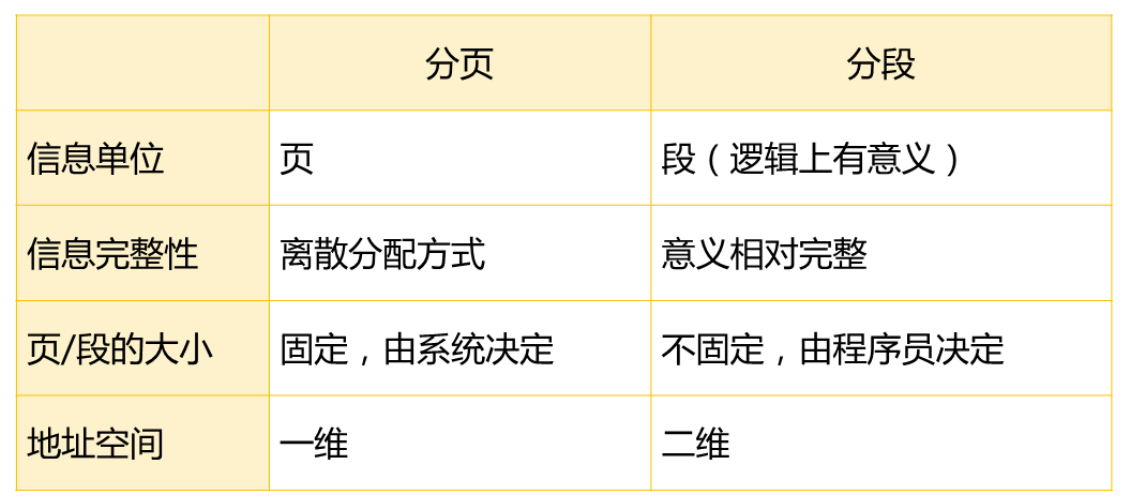 分页 分段
信息单位 页 段（逻辑上有意义）
信息完整性 离散分配方式 意义相对完整
页/段的大小 固定，由系统决定 不固定，由程序员决定
地址空间 一维 二维